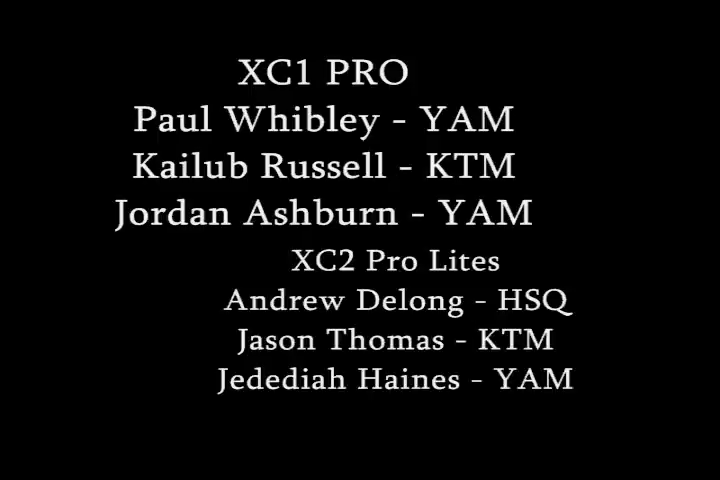 XC1 PRO
Paul Whibley - YAM
Kailub Russell - KTM
Jordan Ashburn - YAM
XC2 Pro Lites
Andrew Delong - HSQ
Jason Thomas - KTM
Jedediah Haines - YAM